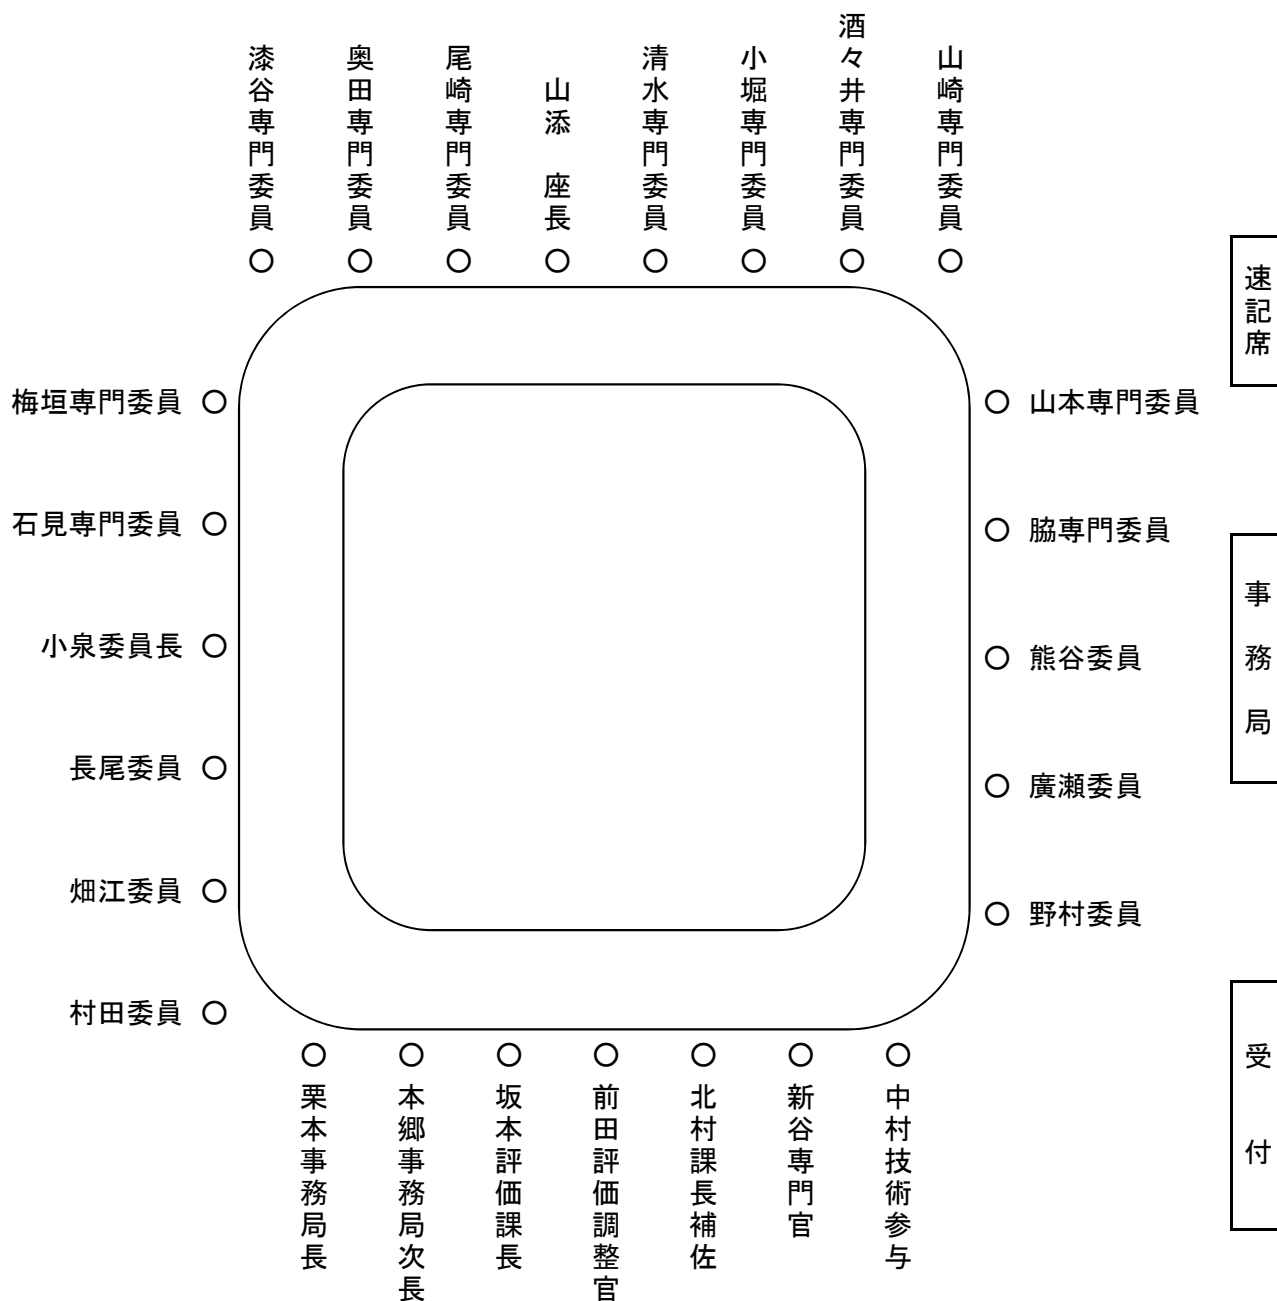 漆谷専門委員
奥田専門委員
尾崎専門委員
山添　座長
清水専門委員
小堀専門委員
酒々井専門委員
山崎専門委員
速記席
梅垣専門委員
石見専門委員
小泉委員長
長尾委員
畑江委員
村田委員
山本専門委員
脇専門委員
熊谷委員
廣瀬委員
野村委員
事務局
受付
栗本事務局長
本郷事務局次長
坂本評価課長
前田評価調整官
北村課長補佐
新谷専門官
中村技術参与